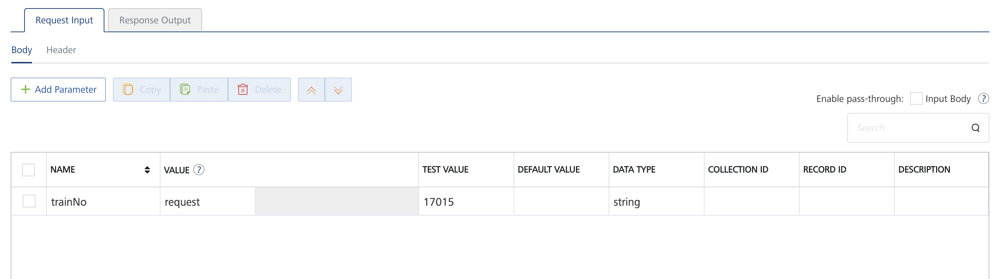 Request Input Response Output
Body Header
Add Parameter Copy Paste Delete
Enable pass-through: Input Body ?
Search
NAME VALUE ? TEST VALUE DEFAULT VALUE DATA TYPE COLLECTION ID RECORD ID DESCRIPTION
trainNo request 17015 string